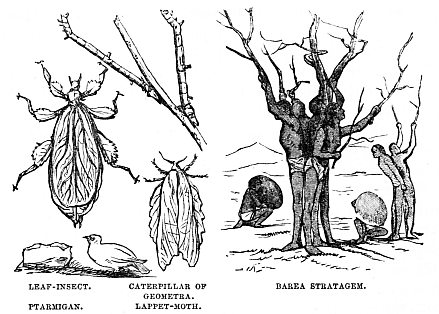 LEAF-INSECT.
PTARMIGAN.
CATERPILLAR OF
GEOMETRA.
LAPPET-MOTH.
BAREA STRATAGEM.